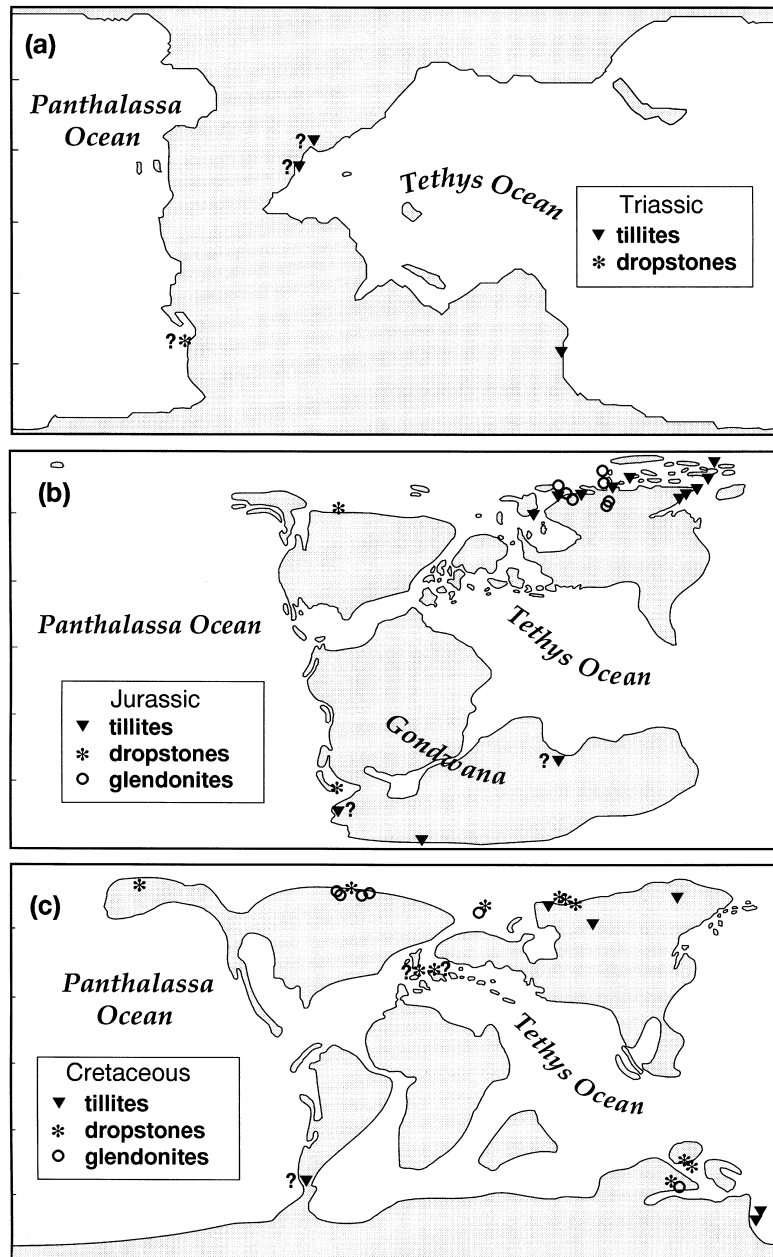 (a)
Panthalassa
Ocean
?
?
Tethys Ocean
Triassic
tillites
dropstones
?
(b)
Panthalassa Ocean
Tethys Ocean
Jurassic
tillites
dropstones
glendonites
Gondwana
?
?
(c)
? ?
Panthalassa
Ocean
Tethys Ocean
Cretaceous
tillites
dropstones
glendonites
?